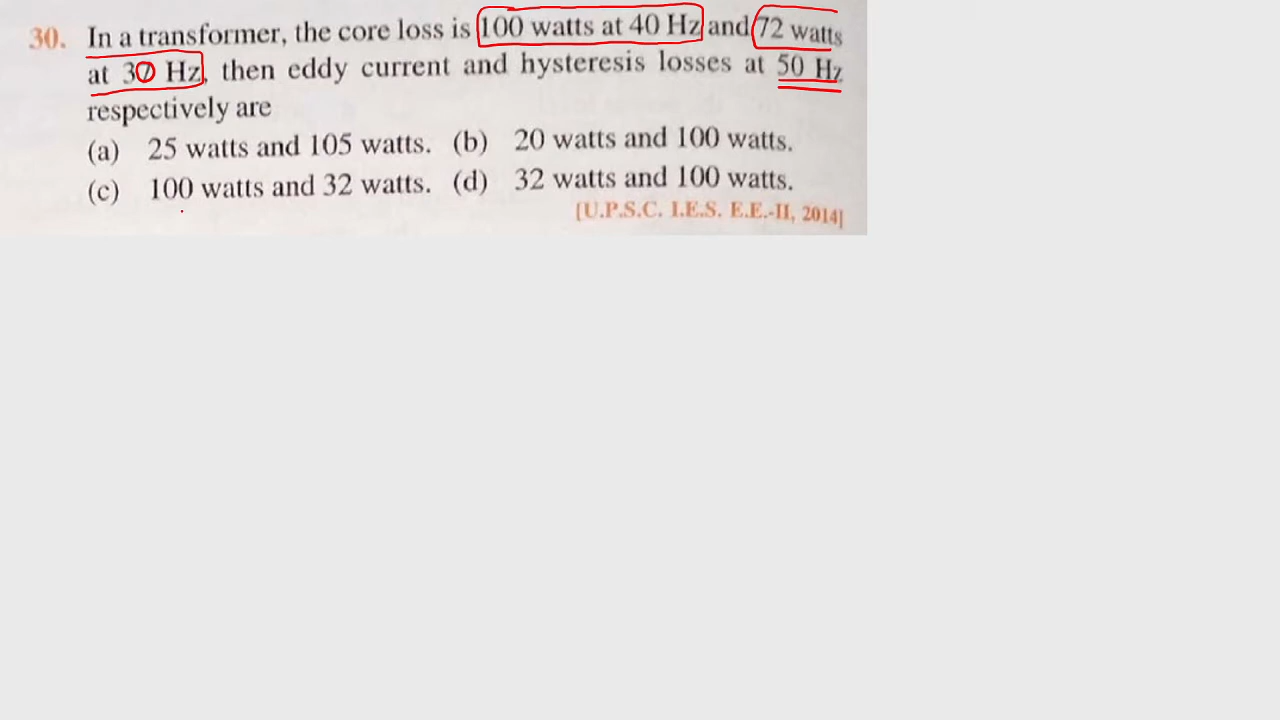 30. In a transformer, the core loss is 100 watts at 40 Hz and 72 watts
at 30 Hz, then eddy current and hysteresis losses at 50 Hz
respectively are
(a) 25 watts and 105 watts. (b) 20 watts and 100 watts.
(c) 100 watts and 32 watts. (d) 32 watts and 100 watts.
[U.P.S.C. I.E.S. E.E.-II, 2014]